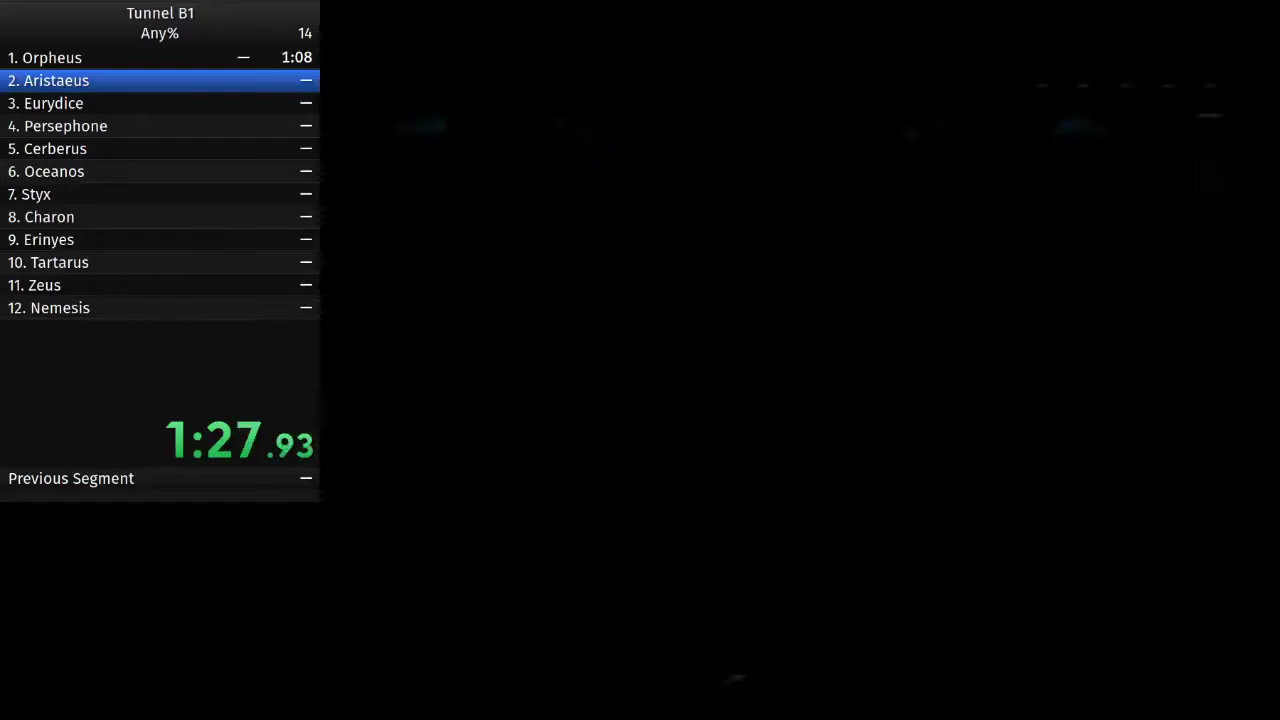 Tunnel B1
Any% 14
1. Orpheus — 1:08
2. Aristaeus —
3. Eurydice —
4. Persephone —
5. Cerberus —
6. Oceanos —
7. Styx —
8. Charon —
9. Erinyes —
10. Tartarus —
11. Zeus —
12. Nemesis —
1:27.93
Previous Segment —